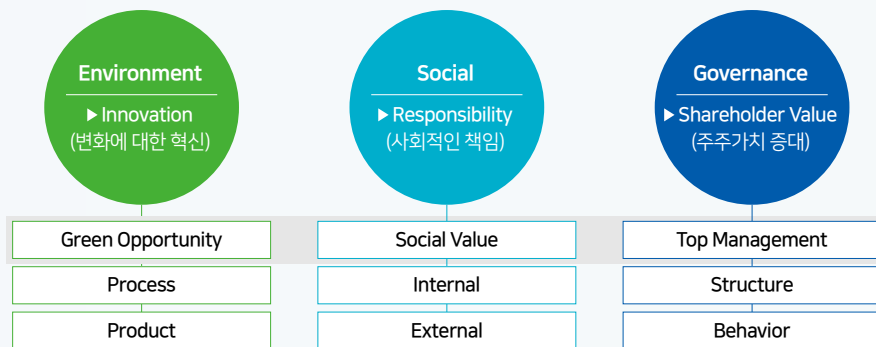 Environment
▶ Innovation
(변화에 대한 혁신)
Green Opportunity
Process
Product
Social
▶ Responsibility
(사회적인 책임)
Social Value
Internal
External
Governance
▶ Shareholder Value
(주주가치 증대)
Top Management
Structure
Behavior